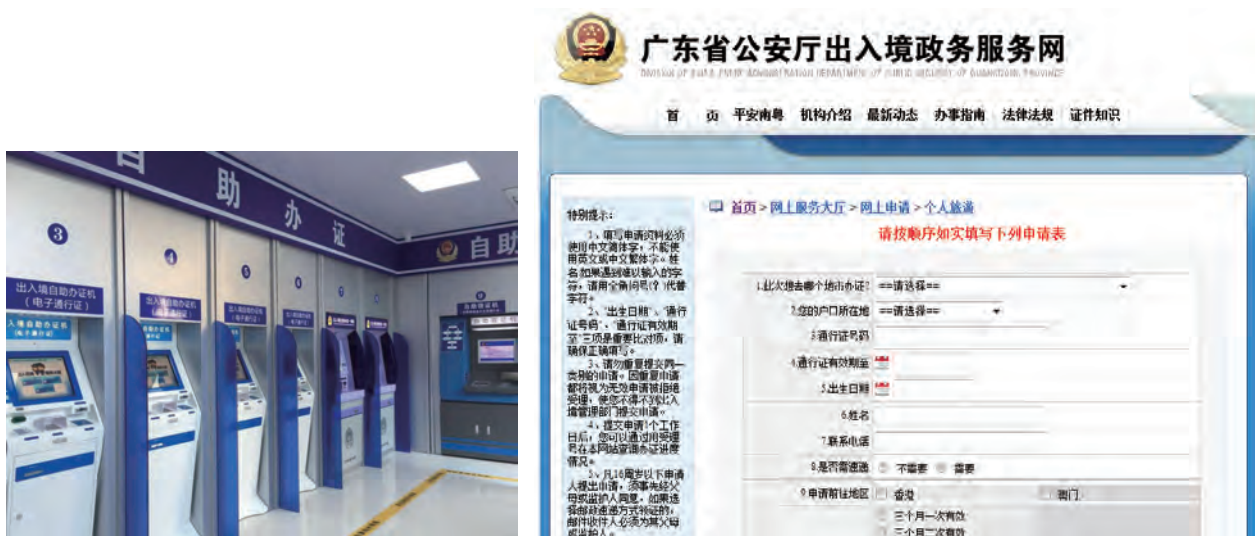 自助办证
自助
3
4
5
6
7
出入境自助办证机
(电子通行证)
广东省公安厅出入境政务服务网
首 页 平安南粤 机构介绍 最新动态 办事指南 法律法规 证件知识
首页>网上服务大厅>网上申请>个人旅游
请按顺序如实填写下列申请表
特别提示:
1、填写申请资料必须
使用中文简体字,不能使
用英文或中文繁体字。姓
名如果遇到难以输入的字
符,请用全角问号(?)代替
字符。
2、"出生日期"、"通行
证号码"、"通行证有效期
至"三项是重要比对项,请
确保正确填写。
3、请勿重复提交同一
类别的申请。因重复申请
都将视为无效申请被拒绝
受理,使您不得不到出入
境管理部门提交申请。
4、提交申请1个工作
日后,您可以通过用受理
号在本网站查询办证进度
情况。
5、凡16周岁以下申请
人提出申请,须事先经父
母或监护人同意,如果选
择邮政速递方式领证的,
邮件收件人必须为其父母
或监护人。
1.此次想去哪个地市办证? ==请选择==
2.您的户口所在地 ==请选择==
3.通行证号码
4.通行证有效期至
5.出生日期
6.姓名
7.联系电话
8.是否需速递 不需要 需要
9.申请前往地区 香港 澳门
三个月一次有效
三个月二次有效